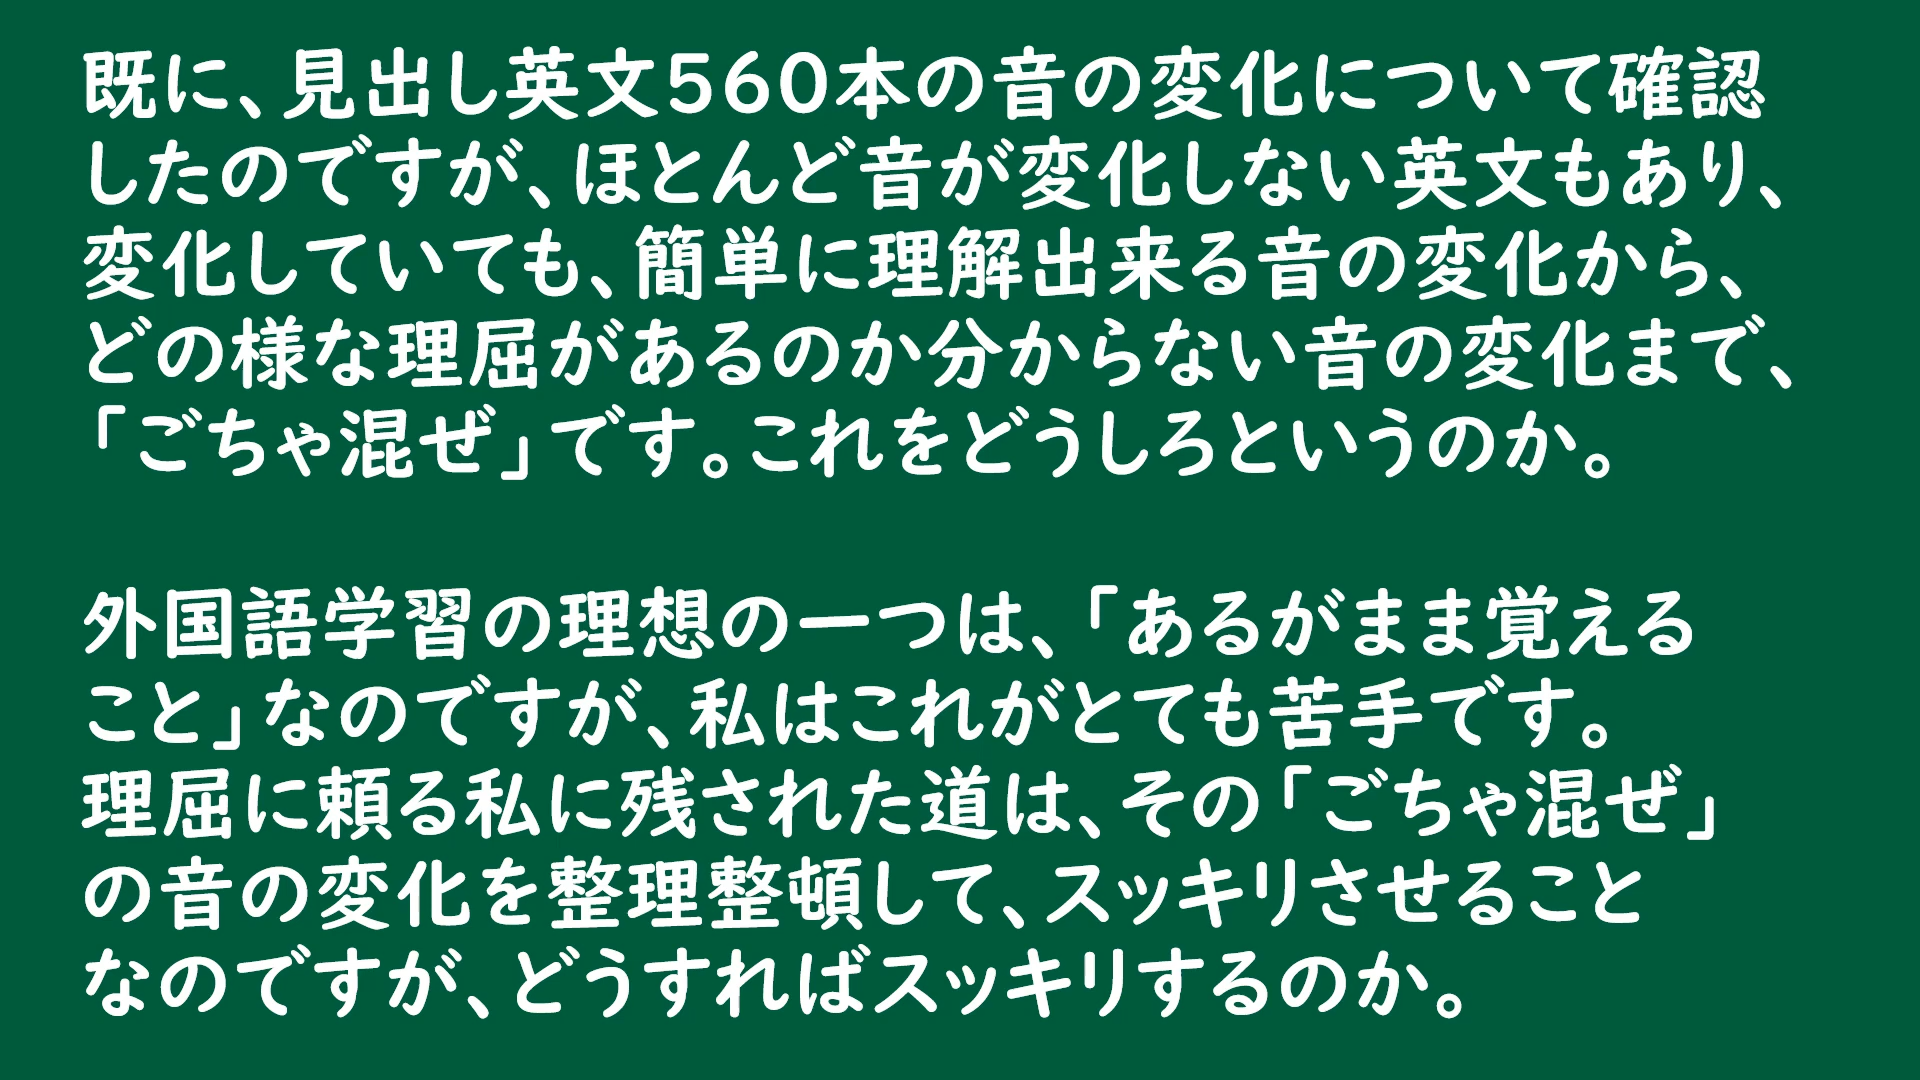 既に、見出し英文560本の音の変化について確認
したのですが、ほとんど音が変化しない英文もあり、
変化していても、簡単に理解出来る音の変化から、
どの様な理屈があるのか分からない音の変化まで、
「ごちゃ混ぜ」です。これをどうしろというのか。
外国語学習の理想の一つは、「あるがまま覚える
こと」なのですが、私はこれがとても苦手です。
理屈に頼る私に残された道は、その「ごちゃ混ぜ」
の音の変化を整理整頓して、スッキリさせること
なのですが、どうすればスッキリするのか。